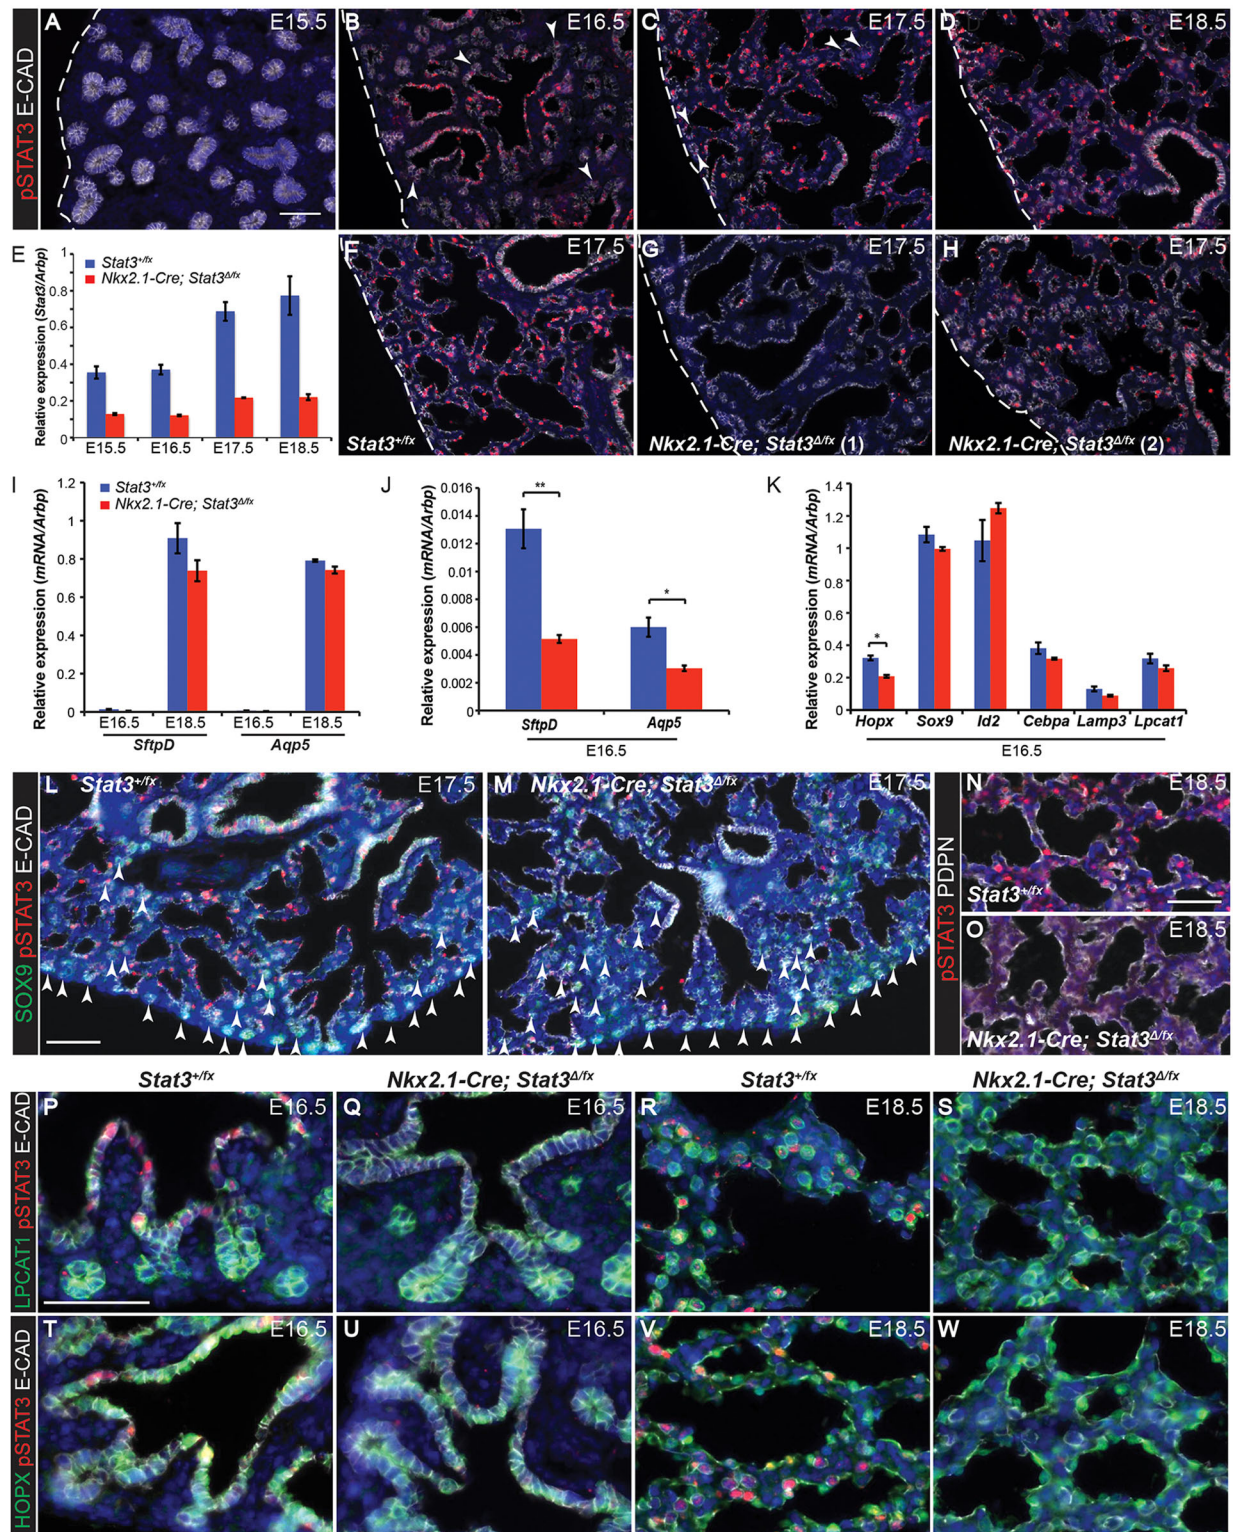 A E15.5
B E16.5
C E17.5
D E18.5
pSTAT3 E-CAD
E
Stat3+/fx
Nkx2.1-Cre; Stat3Δ/fx
Relative expression (Stat3/Arbp)
1
0.8
0.6
0.4
0.2
0
E15.5 E16.5 E17.5 E18.5
F E17.5
Stat3+/fx
G E17.5
Nkx2.1-Cre; Stat3Δ/fx (1)
H E17.5
Nkx2.1-Cre; Stat3Δ/fx (2)
I
Stat3+/fx
Nkx2.1-Cre; Stat3Δ/fx
Relative expression (mRNA/Arbp)
1.2
1
0.8
0.6
0.4
0.2
0
E16.5 E18.5 E16.5 E18.5
SftpD Aqp5
J
Relative expression (mRNA/Arbp)
0.016
0.014
0.012
0.01
0.008
0.006
0.004
0.002
0
**
*
SftpD Aqp5
E16.5
K
Relative expression (mRNA/Arbp)
1.4
1.2
1
0.8
0.6
0.4
0.2
0
*
Hopx Sox9 Id2 Cebpa Lamp3 Lpcat1
E16.5
SOX9 pSTAT3 E-CAD
L Stat3+/fx E17.5
M Nkx2.1-Cre; Stat3Δ/fx E17.5
pSTAT3 PDPN
N E18.5
Stat3+/fx
O E18.5
Nkx2.1-Cre; Stat3Δ/fx
Stat3+/fx Nkx2.1-Cre; Stat3Δ/fx Stat3+/fx Nkx2.1-Cre; Stat3Δ/fx
LPCAT1 pSTAT3 E-CAD
P E16.5
Q E16.5
R E18.5
S E18.5
HOPX pSTAT3 E-CAD
T E16.5
U E16.5
V E18.5
W E18.5